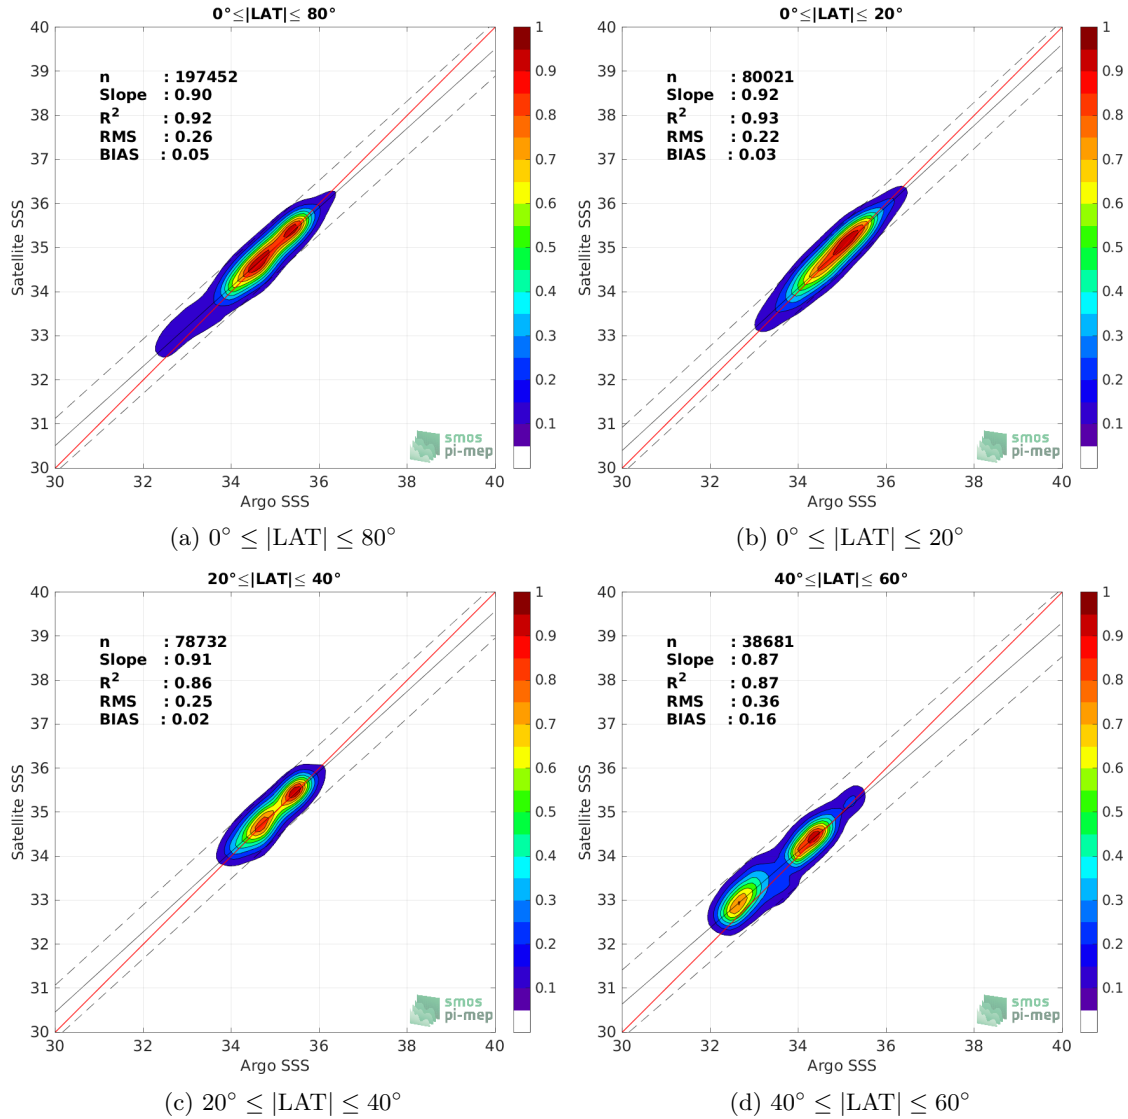 0°≤|LAT|≤ 80°
40
39
38
37
36
35
34
33
32
31
30
Satellite SSS
n : 197452
Slope : 0.90
R² : 0.92
RMS : 0.26
BIAS : 0.05
smos
pi-mep
30 32 34 36 38 40
Argo SSS
1
0.9
0.8
0.7
0.6
0.5
0.4
0.3
0.2
0.1
(a) 0° ≤ |LAT| ≤ 80°
0°≤|LAT|≤ 20°
40
39
38
37
36
35
34
33
32
31
30
Satellite SSS
n : 80021
Slope : 0.92
R² : 0.93
RMS : 0.22
BIAS : 0.03
smos
pi-mep
30 32 34 36 38 40
Argo SSS
1
0.9
0.8
0.7
0.6
0.5
0.4
0.3
0.2
0.1
(b) 0° ≤ |LAT| ≤ 20°
20°≤|LAT|≤ 40°
40
39
38
37
36
35
34
33
32
31
30
Satellite SSS
n : 78732
Slope : 0.91
R² : 0.86
RMS : 0.25
BIAS : 0.02
smos
pi-mep
30 32 34 36 38 40
Argo SSS
1
0.9
0.8
0.7
0.6
0.5
0.4
0.3
0.2
0.1
(c) 20° ≤ |LAT| ≤ 40°
40°≤|LAT|≤ 60°
40
39
38
37
36
35
34
33
32
31
30
Satellite SSS
n : 38681
Slope : 0.87
R² : 0.87
RMS : 0.36
BIAS : 0.16
smos
pi-mep
30 32 34 36 38 40
Argo SSS
1
0.9
0.8
0.7
0.6
0.5
0.4
0.3
0.2
0.1
(d) 40° ≤ |LAT| ≤ 60°